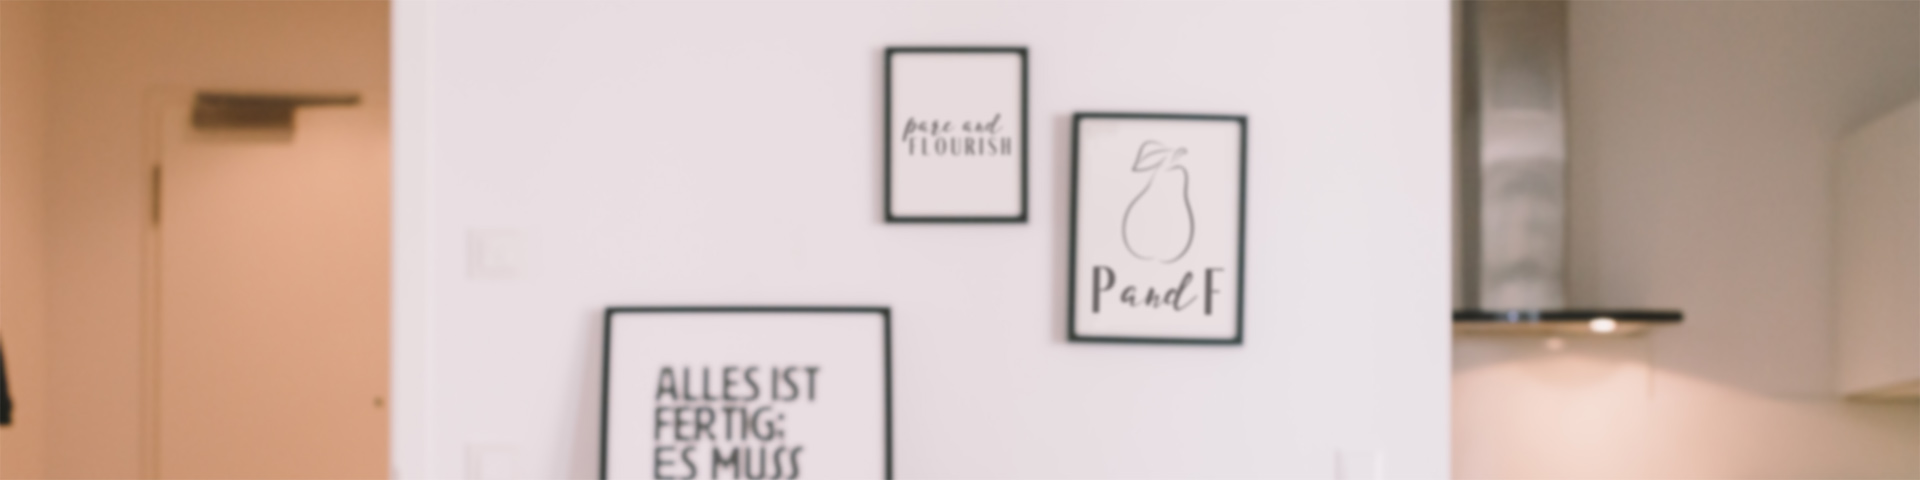 pare and
FLOURISH
P and F
ALLES IST
FERTIG;
ES MUSS